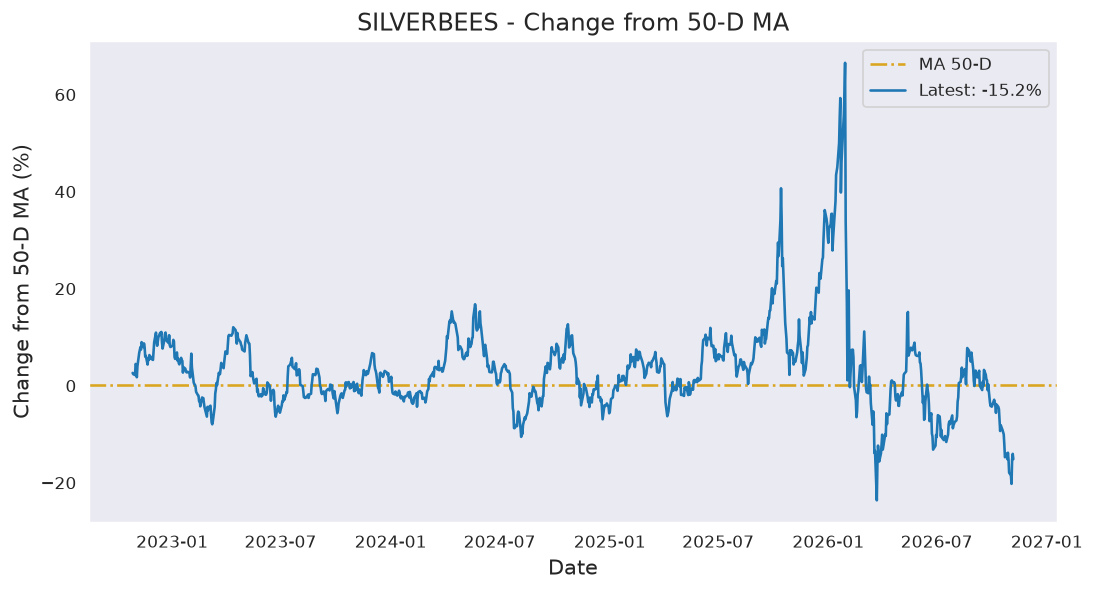 SILVERBEES - Change from 50-D MA
MA 50-D
Latest: -15.2%
Change from 50-D MA (%)
60
40
20
0
−20
2023-01 2023-07 2024-01 2024-07 2025-01 2025-07 2026-01 2026-07 2027-01
Date